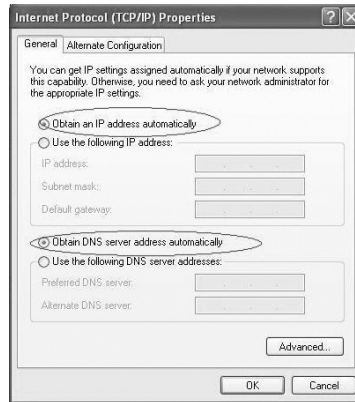 Internet Protocol (TCP/IP) Properties
General Alternate Configuration
You can get IP settings assigned automatically if your network supports
this capability. Otherwise, you need to ask your network administrator for
the appropriate IP settings.
Obtain an IP address automatically
Use the following IP address:
IP address:
Subnet mask:
Default gateway:
Obtain DNS server address automatically
Use the following DNS server addresses:
Preferred DNS server:
Alternate DNS server:
Advanced...
OK Cancel